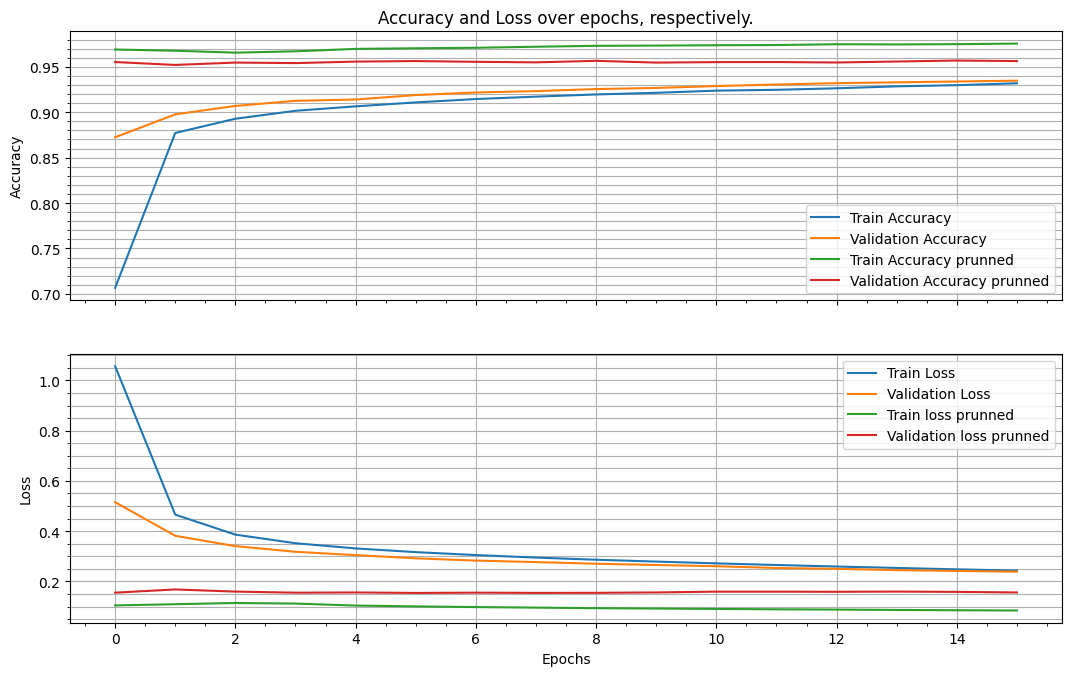 Accuracy and Loss over epochs, respectively.
0.95
0.90
0.85
0.80
0.75
0.70
Accuracy
Train Accuracy
Validation Accuracy
Train Accuracy prunned
Validation Accuracy prunned
1.0
0.8
0.6
0.4
0.2
Loss
Train Loss
Validation Loss
Train loss prunned
Validation loss prunned
0 2 4 6 8 10 12 14
Epochs